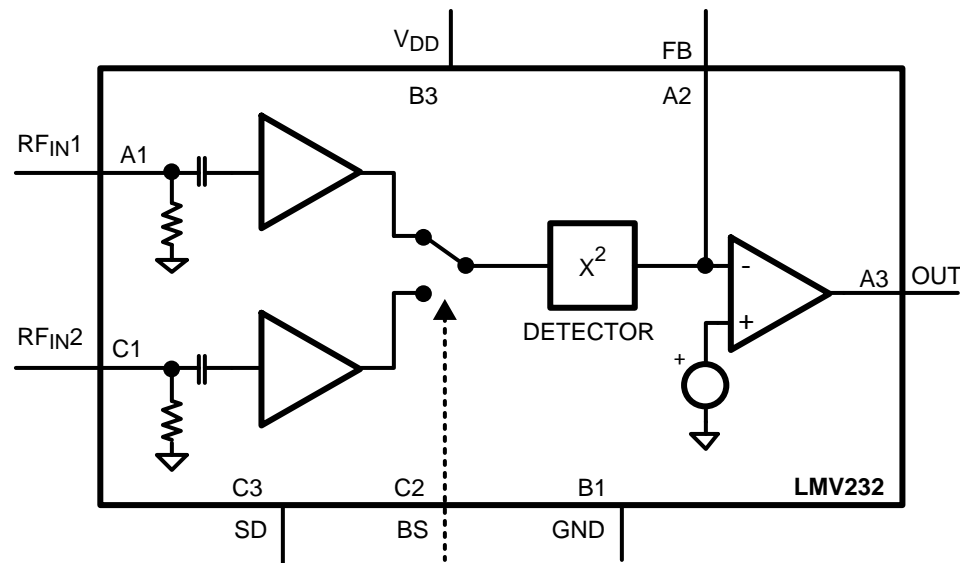 VDD
FB
B3
A2
RFIN1
A1
X2
-
A3
OUT
DETECTOR
+
+
RFIN2
C1
C3
C2
B1
LMV232
SD
BS
GND